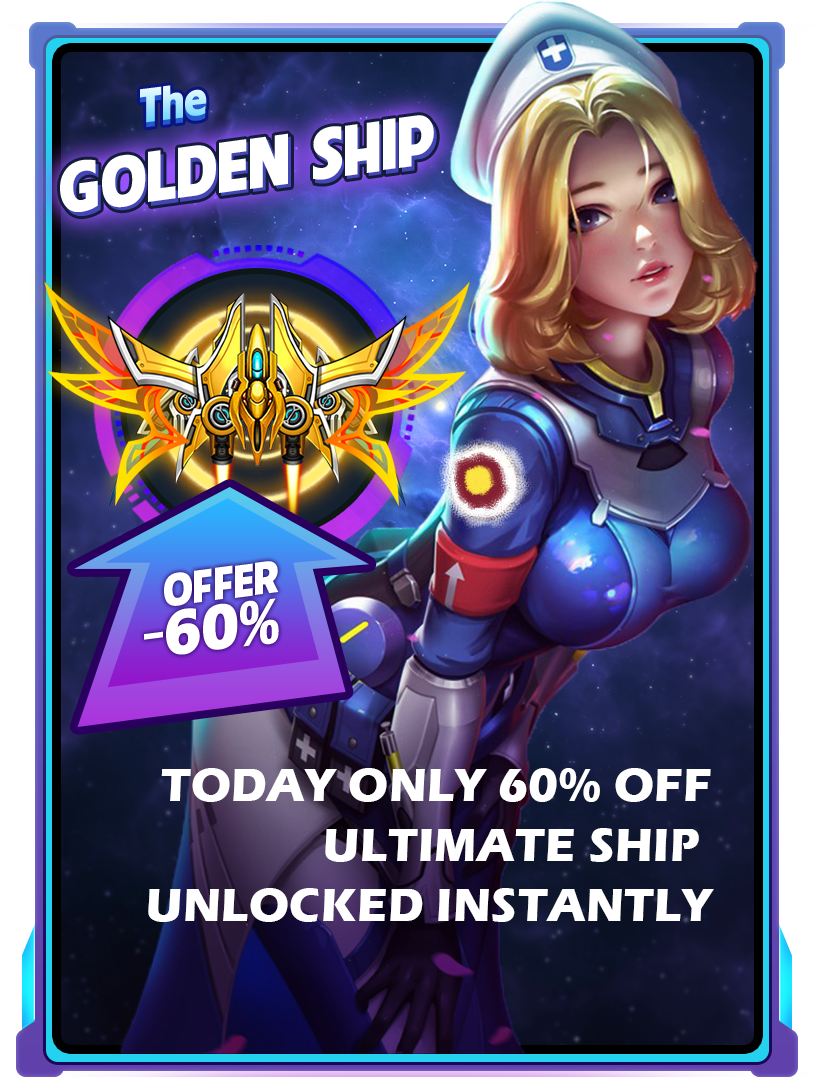 The
GOLDEN SHIP
OFFER
-60%
TODAY ONLY 60% OFF
ULTIMATE SHIP
UNLOCKED INSTANTLY